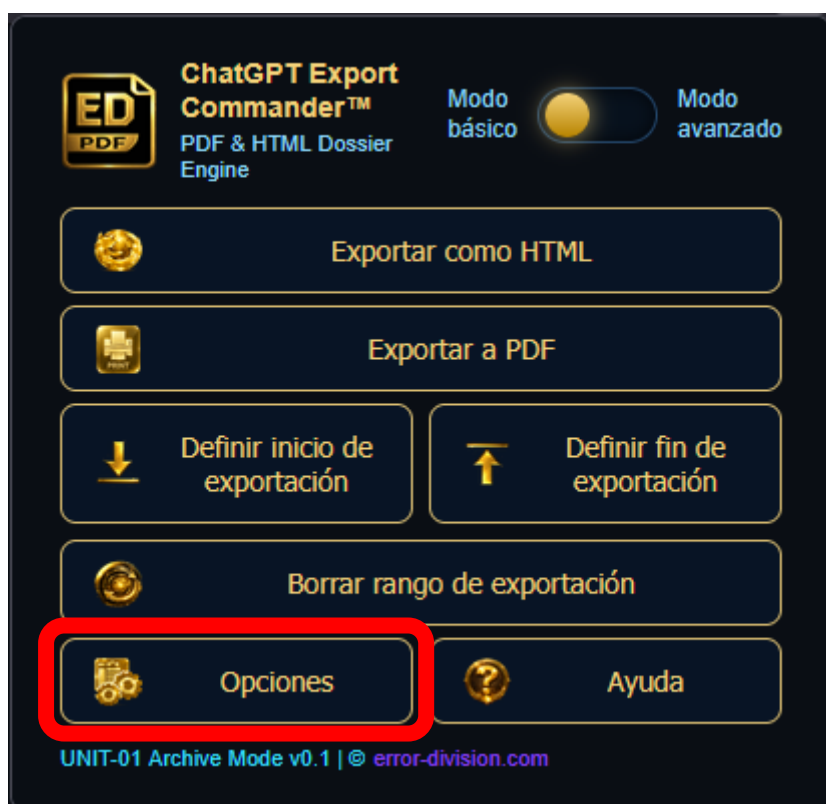 ChatGPT Export
Commander™
PDF & HTML Dossier
Engine
ED
PDF
Modo
básico
Modo
avanzado
Exportar como HTML
PRINT
Exportar a PDF
Definir inicio de
exportación
Definir fin de
exportación
Borrar rango de exportación
Opciones
Ayuda
UNIT-01 Archive Mode v0.1 | © error-division.com